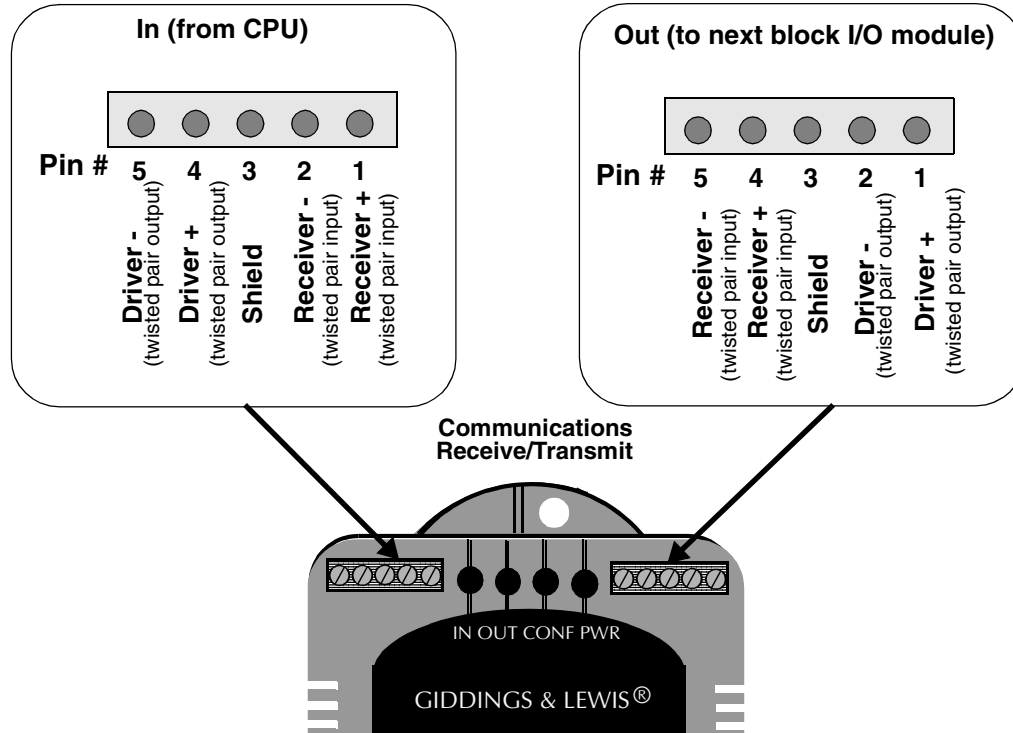 In (from CPU)
Pin # 5 4 3 2 1
Driver -
(twisted pair output)
Driver +
(twisted pair output)
Shield
Receiver -
(twisted pair input)
Receiver +
(twisted pair input)
Out (to next block I/O module)
Pin # 5 4 3 2 1
Receiver -
(twisted pair input)
Receiver +
(twisted pair input)
Shield
Driver -
(twisted pair output)
Driver +
(twisted pair output)
Communications
Receive/Transmit
IN OUT CONF PWR
GIDDINGS & LEWIS®